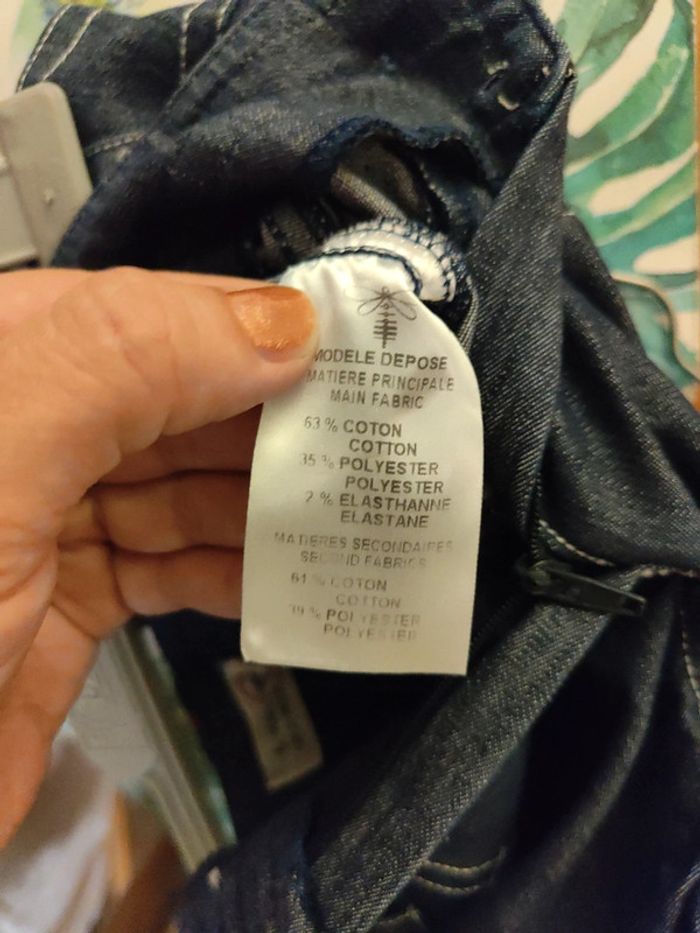 MODELE DEPOSE
MATIERE PRINCIPALE
MAIN FABRIC
63 % COTON
COTTON
35 % POLYESTER
POLYESTER
2 % ELASTHANNE
ELASTANE
MATIERES SECONDAIRES
SECOND FABRICS
61 % COTON
COTTON
39 % POLYESTER
POLYESTER